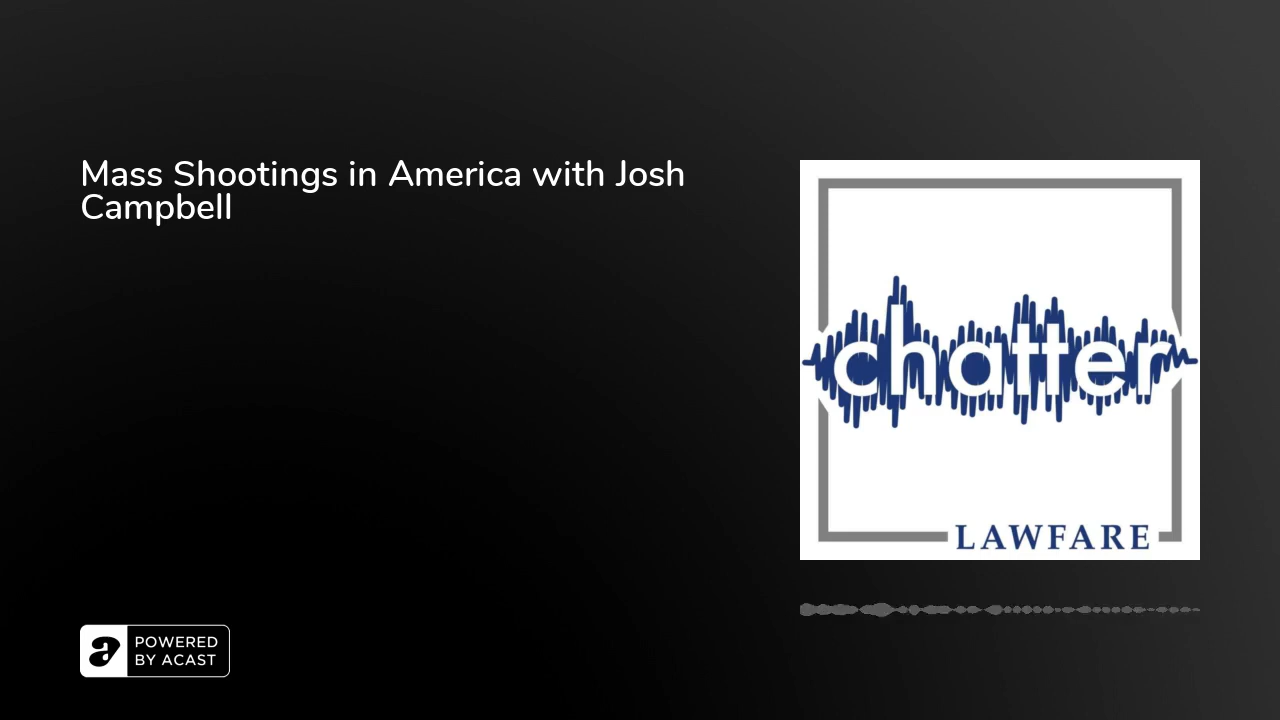 Mass Shootings in America with Josh
Campbell
chatter
LAWFARE
a POWERED
BY ACAST